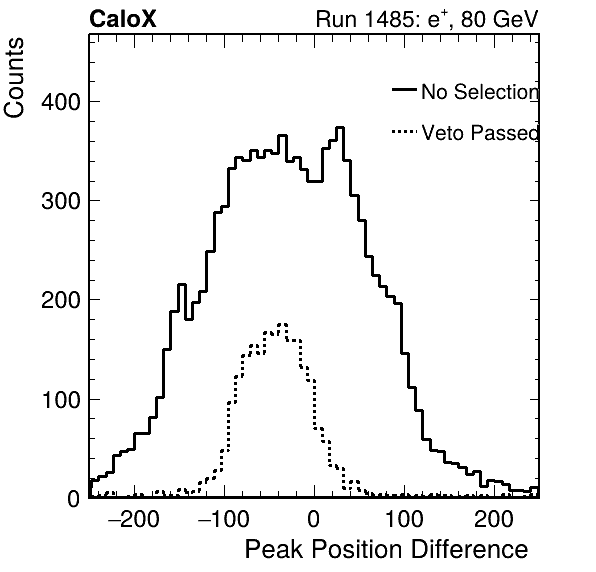 CaloX Run 1485: e⁺, 80 GeV
Counts
No Selection
Veto Passed
400
300
200
100
0
−200 −100 0 100 200
Peak Position Difference